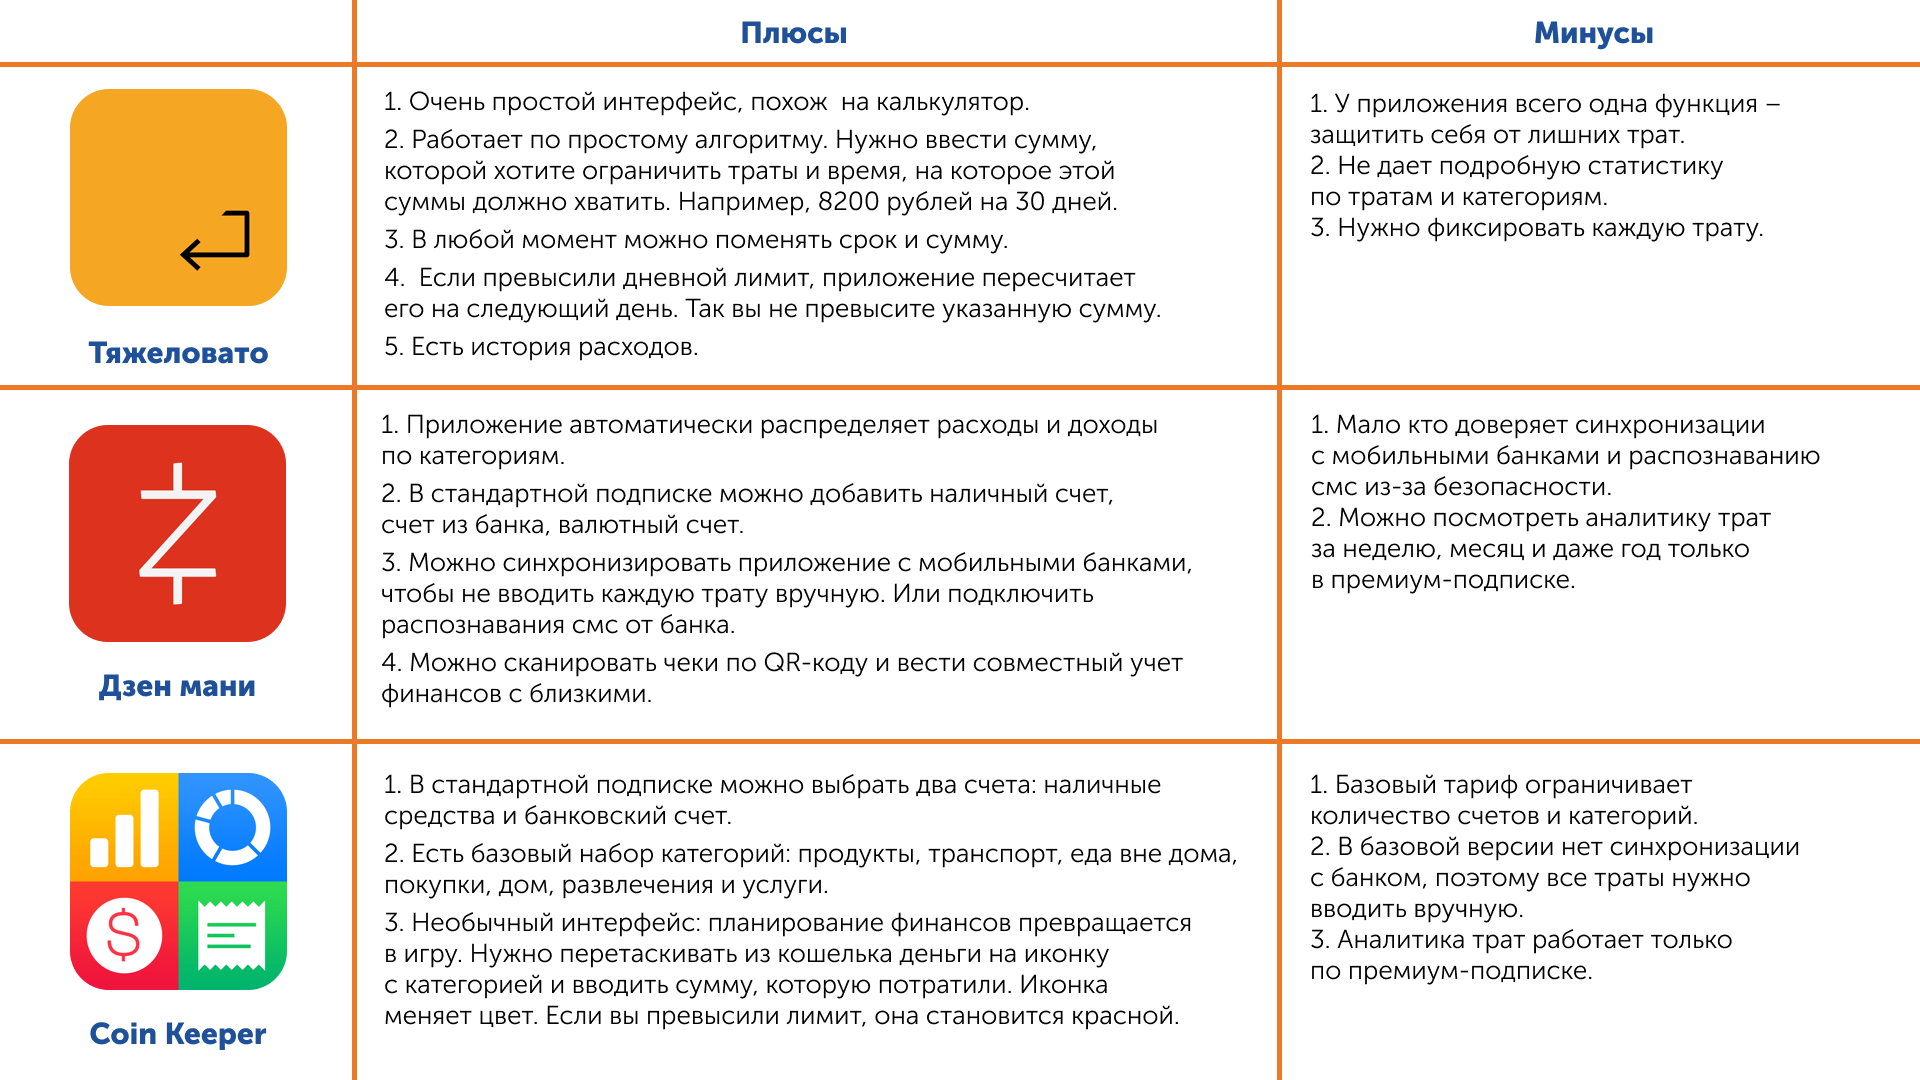 Плюсы
Минусы
Тяжеловато
1. Очень простой интерфейс, похож  на калькулятор.
2. Работает по простому алгоритму. Нужно ввести сумму,
которой хотите ограничить траты и время, на которое этой
суммы должно хватить. Например, 8200 рублей на 30 дней.
3. В любой момент можно поменять срок и сумму.
4.  Если превысили дневной лимит, приложение пересчитает
его на следующий день. Так вы не превысите указанную сумму.
5. Есть история расходов.
1. У приложения всего одна функция –
защитить себя от лишних трат.
2. Не дает подробную статистику
по тратам и категориям.
3. Нужно фиксировать каждую трату.
Дзен мани
1. Приложение автоматически распределяет расходы и доходы
по категориям.
2. В стандартной подписке можно добавить наличный счет,
счет из банка, валютный счет.
3. Можно синхронизировать приложение с мобильными банками,
чтобы не вводить каждую трату вручную. Или подключить
распознавания смс от банка.
4. Можно сканировать чеки по QR-коду и вести совместный учет
финансов с близкими.
1. Мало кто доверяет синхронизации
с мобильными банками и распознаванию
смс из-за безопасности.
2. Можно посмотреть аналитику трат
за неделю, месяц и даже год только
в премиум-подписке.
$
Coin Keeper
1. В стандартной подписке можно выбрать два счета: наличные
средства и банковский счет.
2. Есть базовый набор категорий: продукты, транспорт, еда вне дома,
покупки, дом, развлечения и услуги.
3. Необычный интерфейс: планирование финансов превращается
в игру. Нужно перетаскивать из кошелька деньги на иконку
с категорией и вводить сумму, которую потратили. Иконка
меняет цвет. Если вы превысили лимит, она становится красной.
1. Базовый тариф ограничивает
количество счетов и категорий.
2. В базовой версии нет синхронизации
с банком, поэтому все траты нужно
вводить вручную.
3. Аналитика трат работает только
по премиум-подписке.